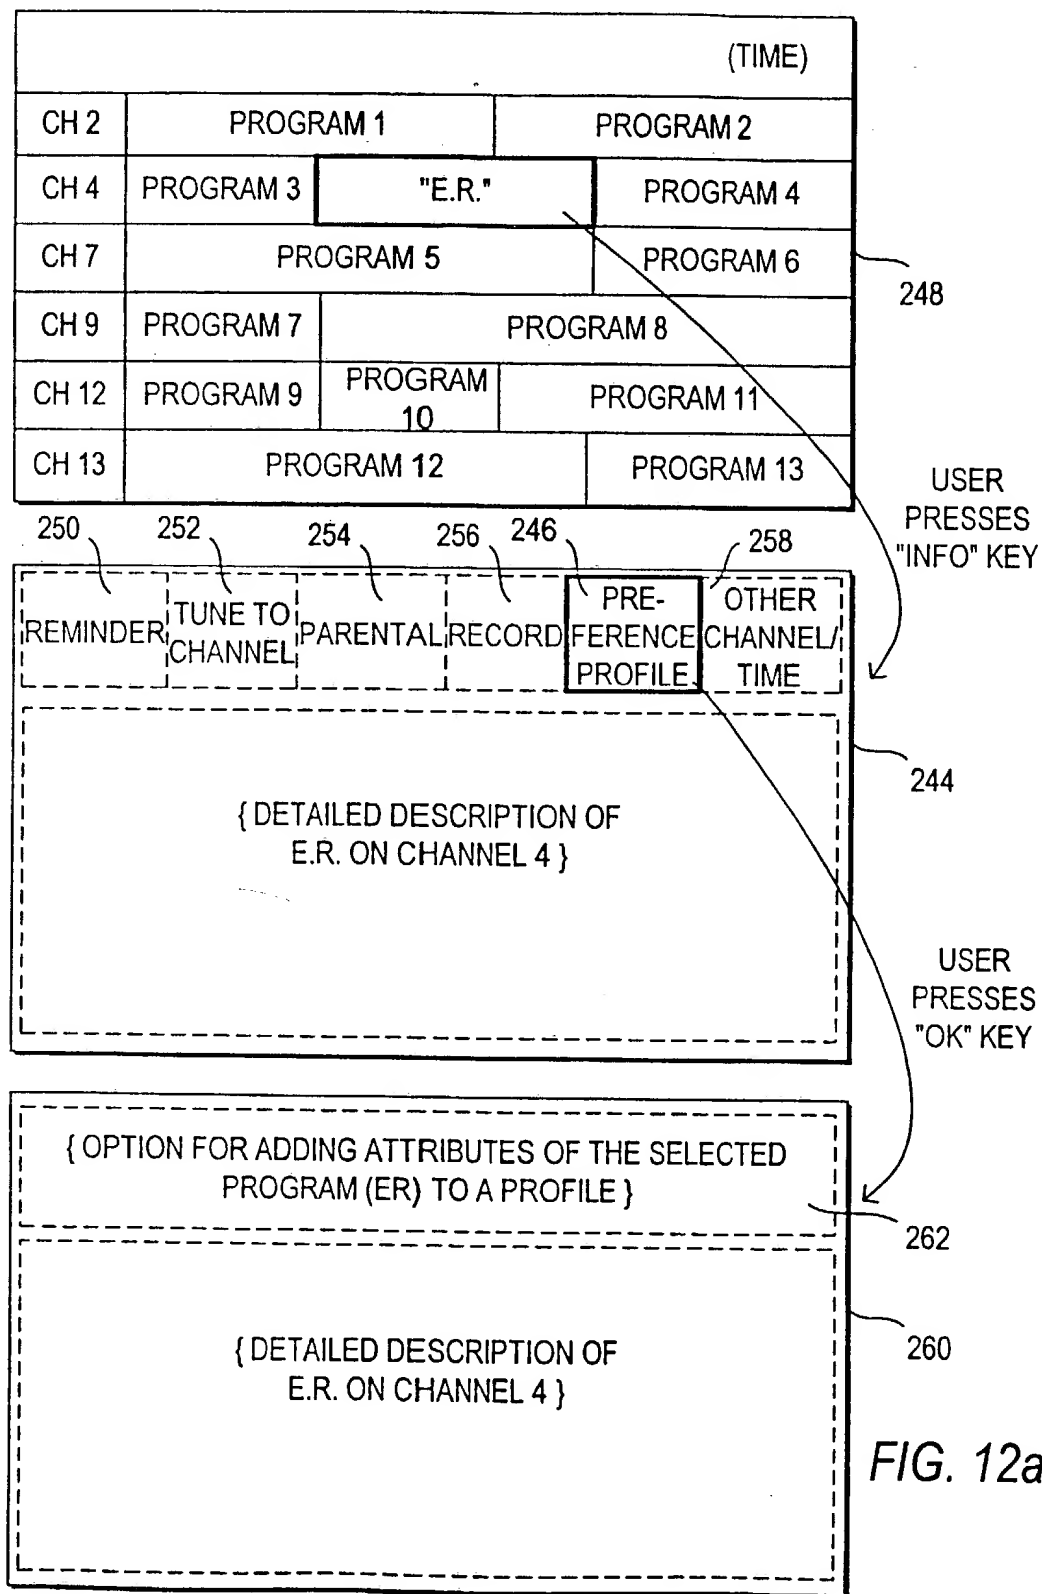 (TIME)
CH 2 PROGRAM 1 PROGRAM 2
CH 4 PROGRAM 3 "E.R." PROGRAM 4
CH 7 PROGRAM 5 PROGRAM 6
248
CH 9 PROGRAM 7 PROGRAM 8
CH 12 PROGRAM 9 PROGRAM 10 PROGRAM 11
CH 13 PROGRAM 12 PROGRAM 13
USER
PRESSES
"INFO" KEY
250 252 254 256 246 258
REMINDER
TUNE TO
CHANNEL
PARENTAL
RECORD
PRE-
FERENCE
PROFILE
OTHER
CHANNEL/
TIME
244
{ DETAILED DESCRIPTION OF
E.R. ON CHANNEL 4 }
USER
PRESSES
"OK" KEY
{ OPTION FOR ADDING ATTRIBUTES OF THE SELECTED
PROGRAM (ER) TO A PROFILE }
262
{ DETAILED DESCRIPTION OF
E.R. ON CHANNEL 4 }
260
FIG. 12a